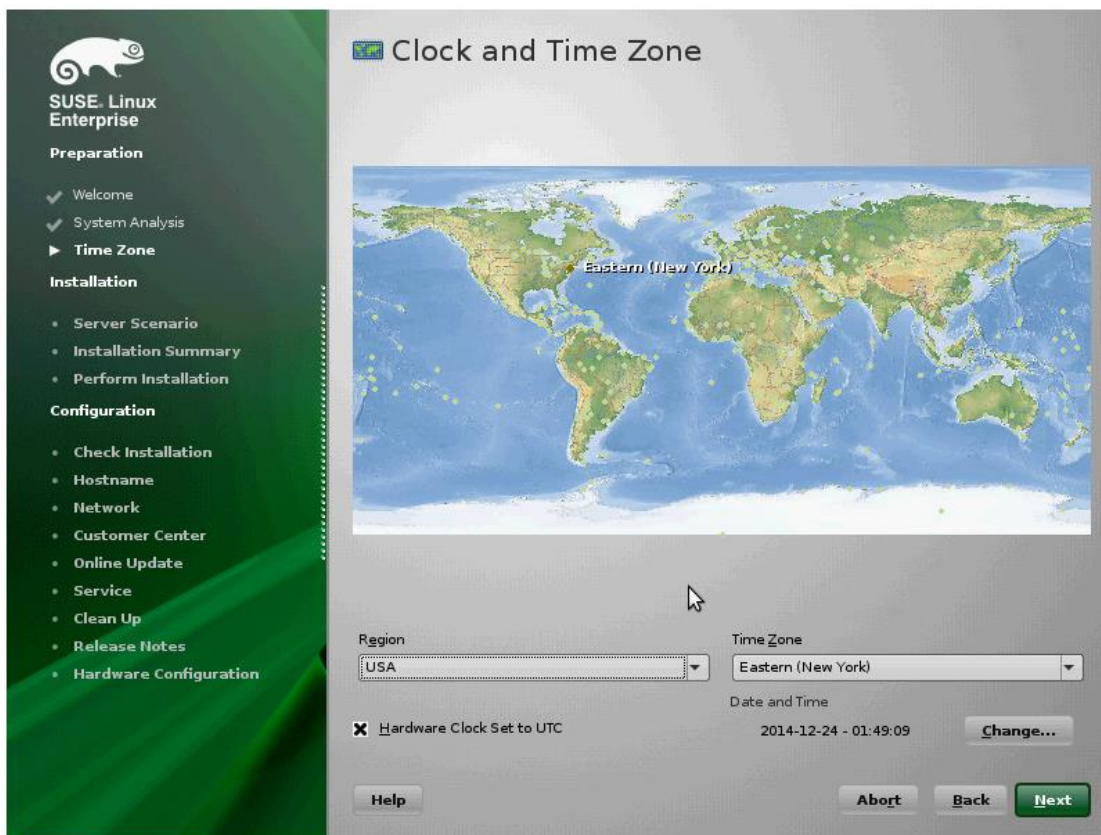 SUSE. Linux
Enterprise
Preparation
Welcome
System Analysis
Time Zone
Installation
Server Scenario
Installation Summary
Perform Installation
Configuration
Check Installation
Hostname
Network
Customer Center
Online Update
Service
Clean Up
Release Notes
Hardware Configuration
Clock and Time Zone
Eastern (New York)
Region
Time Zone
USA
Eastern (New York)
Date and Time
Hardware Clock Set to UTC
2014-12-24 - 01:49:09
Change...
Help
Abort
Back
Next